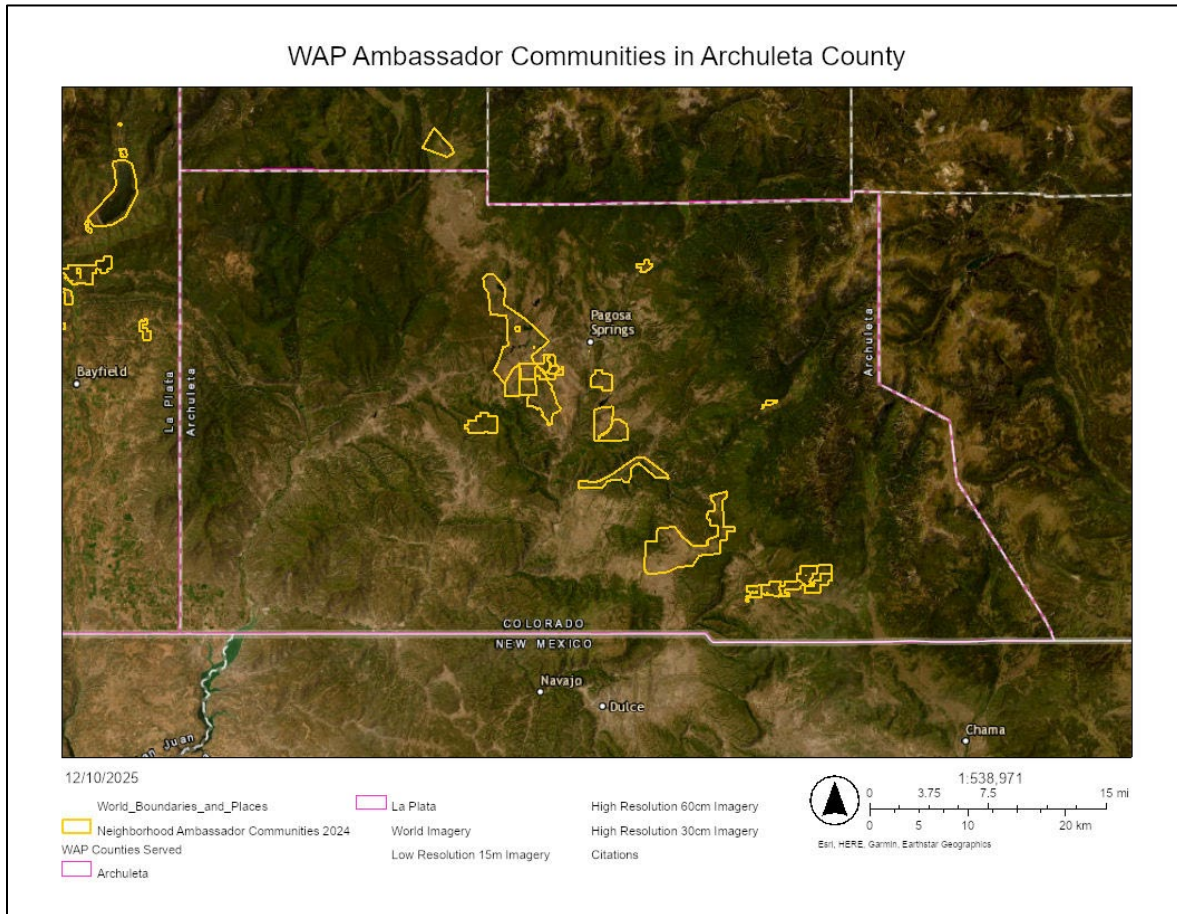 WAP Ambassador Communities in Archuleta County
Pagosa
Springs
Bayfield
La Plata
Archuleta
Archuleta
COLORADO
NEW MEXICO
Navajo
Dulce
Chama
Juan
12/10/2025
World_Boundaries_and_Places
Neighborhood Ambassador Communities 2024
WAP Counties Served
Archuleta
La Plata
World Imagery
Low Resolution 15m Imagery
High Resolution 60cm Imagery
High Resolution 30cm Imagery
Citations
1:538,971
0 3.75 7.5 15 mi
0 5 10 20 km
Esri, HERE, Garmin, Earthstar Geographics